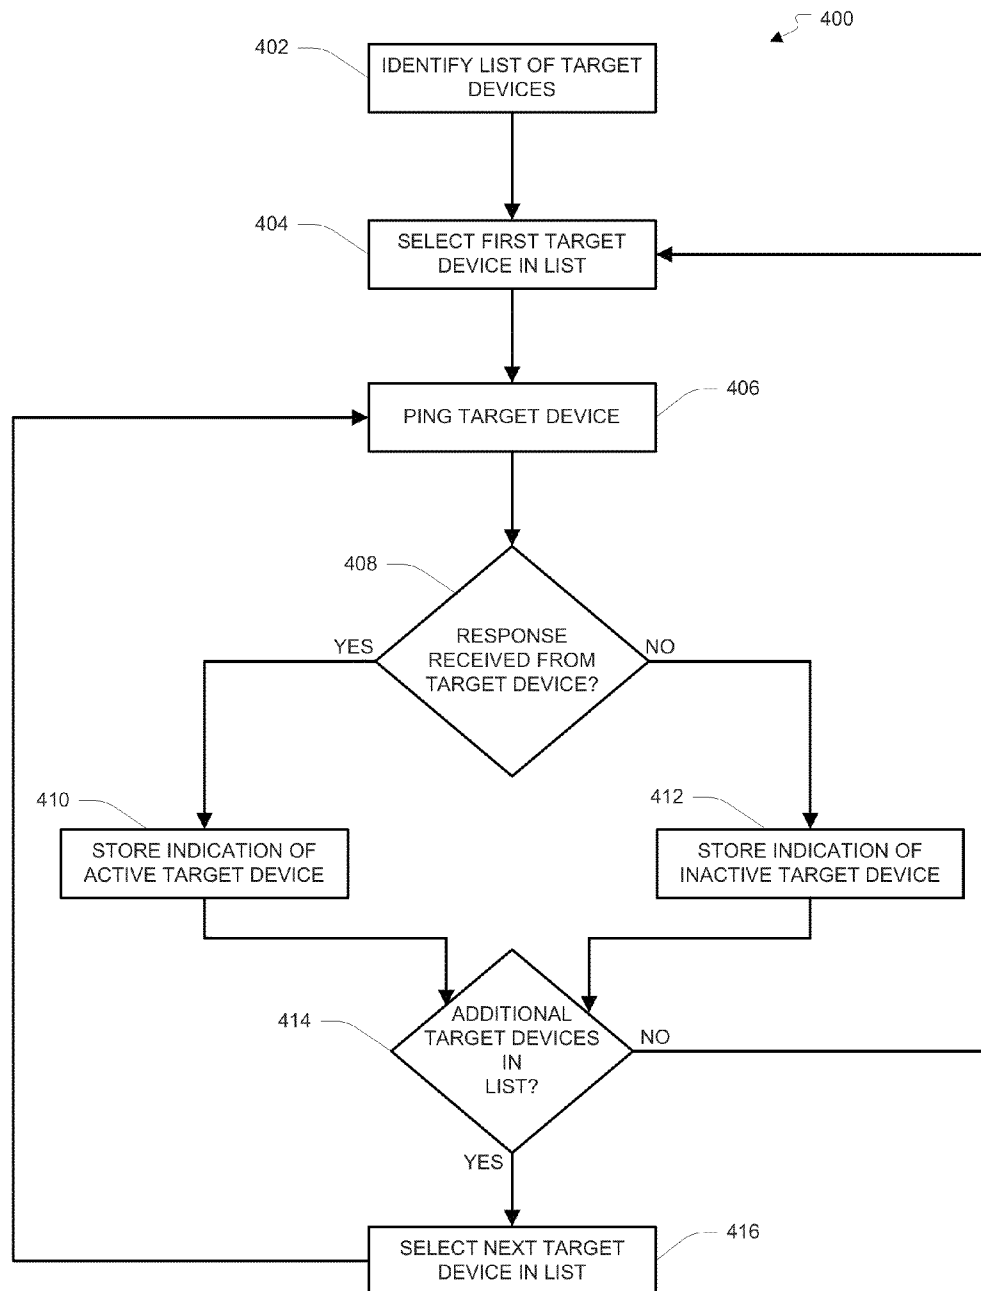 400
402
IDENTIFY LIST OF TARGET
DEVICES
404
SELECT FIRST TARGET
DEVICE IN LIST
PING TARGET DEVICE
406
408
YES
RESPONSE
RECEIVED FROM
TARGET DEVICE?
NO
410
STORE INDICATION OF
ACTIVE TARGET DEVICE
412
STORE INDICATION OF
INACTIVE TARGET DEVICE
414
ADDITIONAL
TARGET DEVICES
IN
LIST?
NO
YES
SELECT NEXT TARGET
DEVICE IN LIST
416